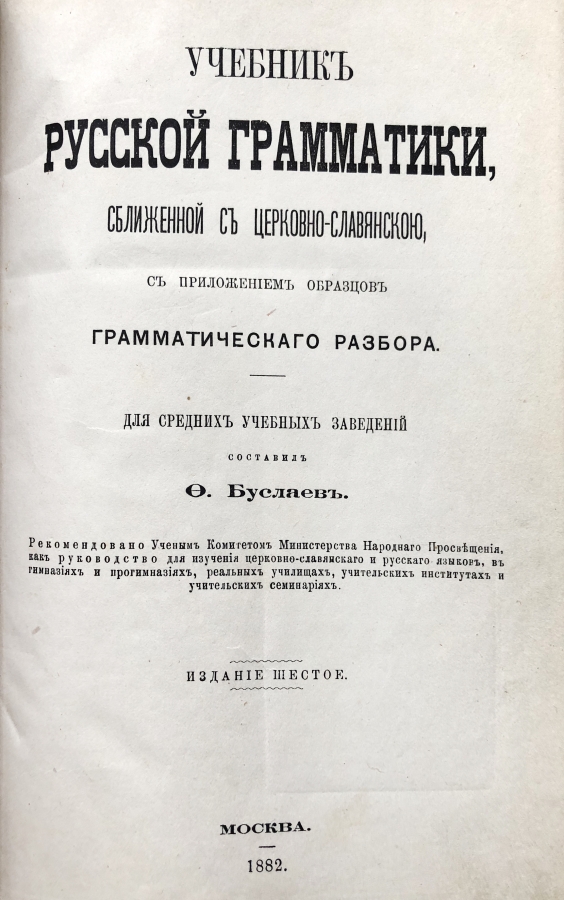 УЧЕБНИКЪ
РУССКОЙ ГРАММАТИКИ,
СБЛИЖЕННОЙ СЪ ЦЕРКОВНО-СЛАВЯНСКОЮ,
СЪ ПРИЛОЖЕНІЕМЪ ОБРАЗЦОВЪ
ГРАММАТИЧЕСКАГО РАЗБОРА.
ДЛЯ СРЕДНИХЪ УЧЕБНЫХЪ ЗАВЕДЕНІЙ
СОСТАВИЛЪ
Ѳ. Буслаевъ.
Рекомендовано Ученымъ Комитетомъ Министерства Народнаго Просвѣщенія,
какъ руководство для изученія церковно-славянскаго и русскаго языковъ, въ
гимназіяхъ и прогимназіяхъ, реальныхъ училищахъ, учительскихъ институтахъ и
учительскихъ семинаріяхъ.
ИЗДАНІЕ ШЕСТОЕ.
МОСКВА.
1882.